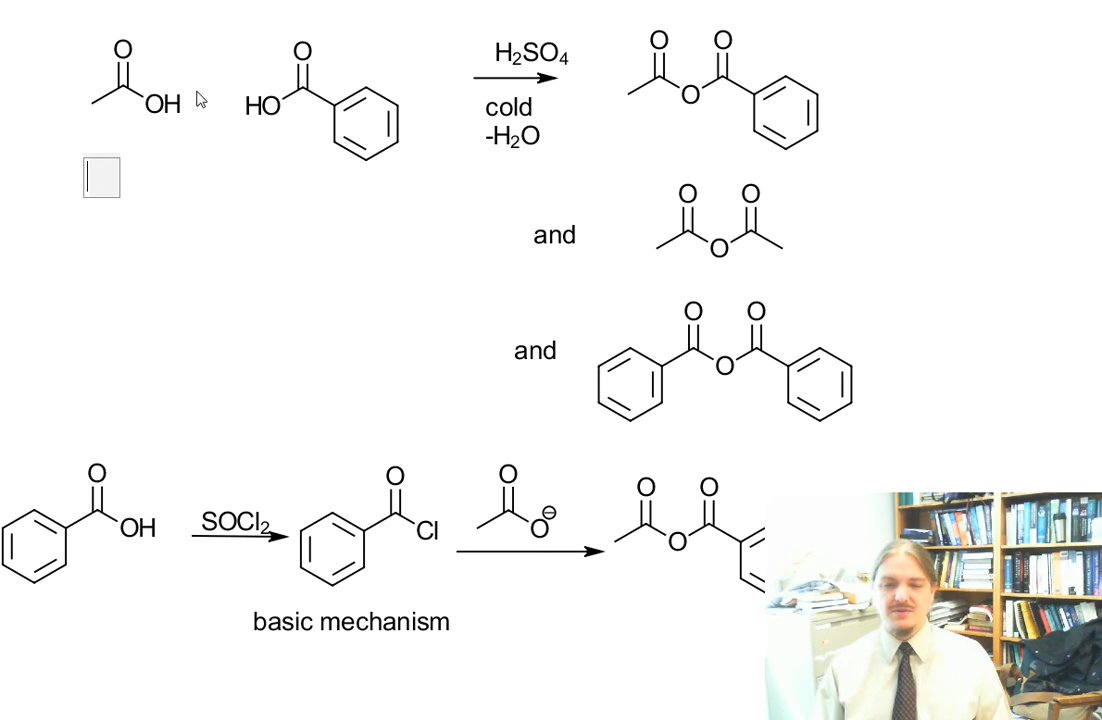 O O H₂SO₄ O O
OH HO cold O
-H₂O
O O
and O
O O
and O
O O O O O
OH SOCl₂ Cl O⊖ O
basic mechanism